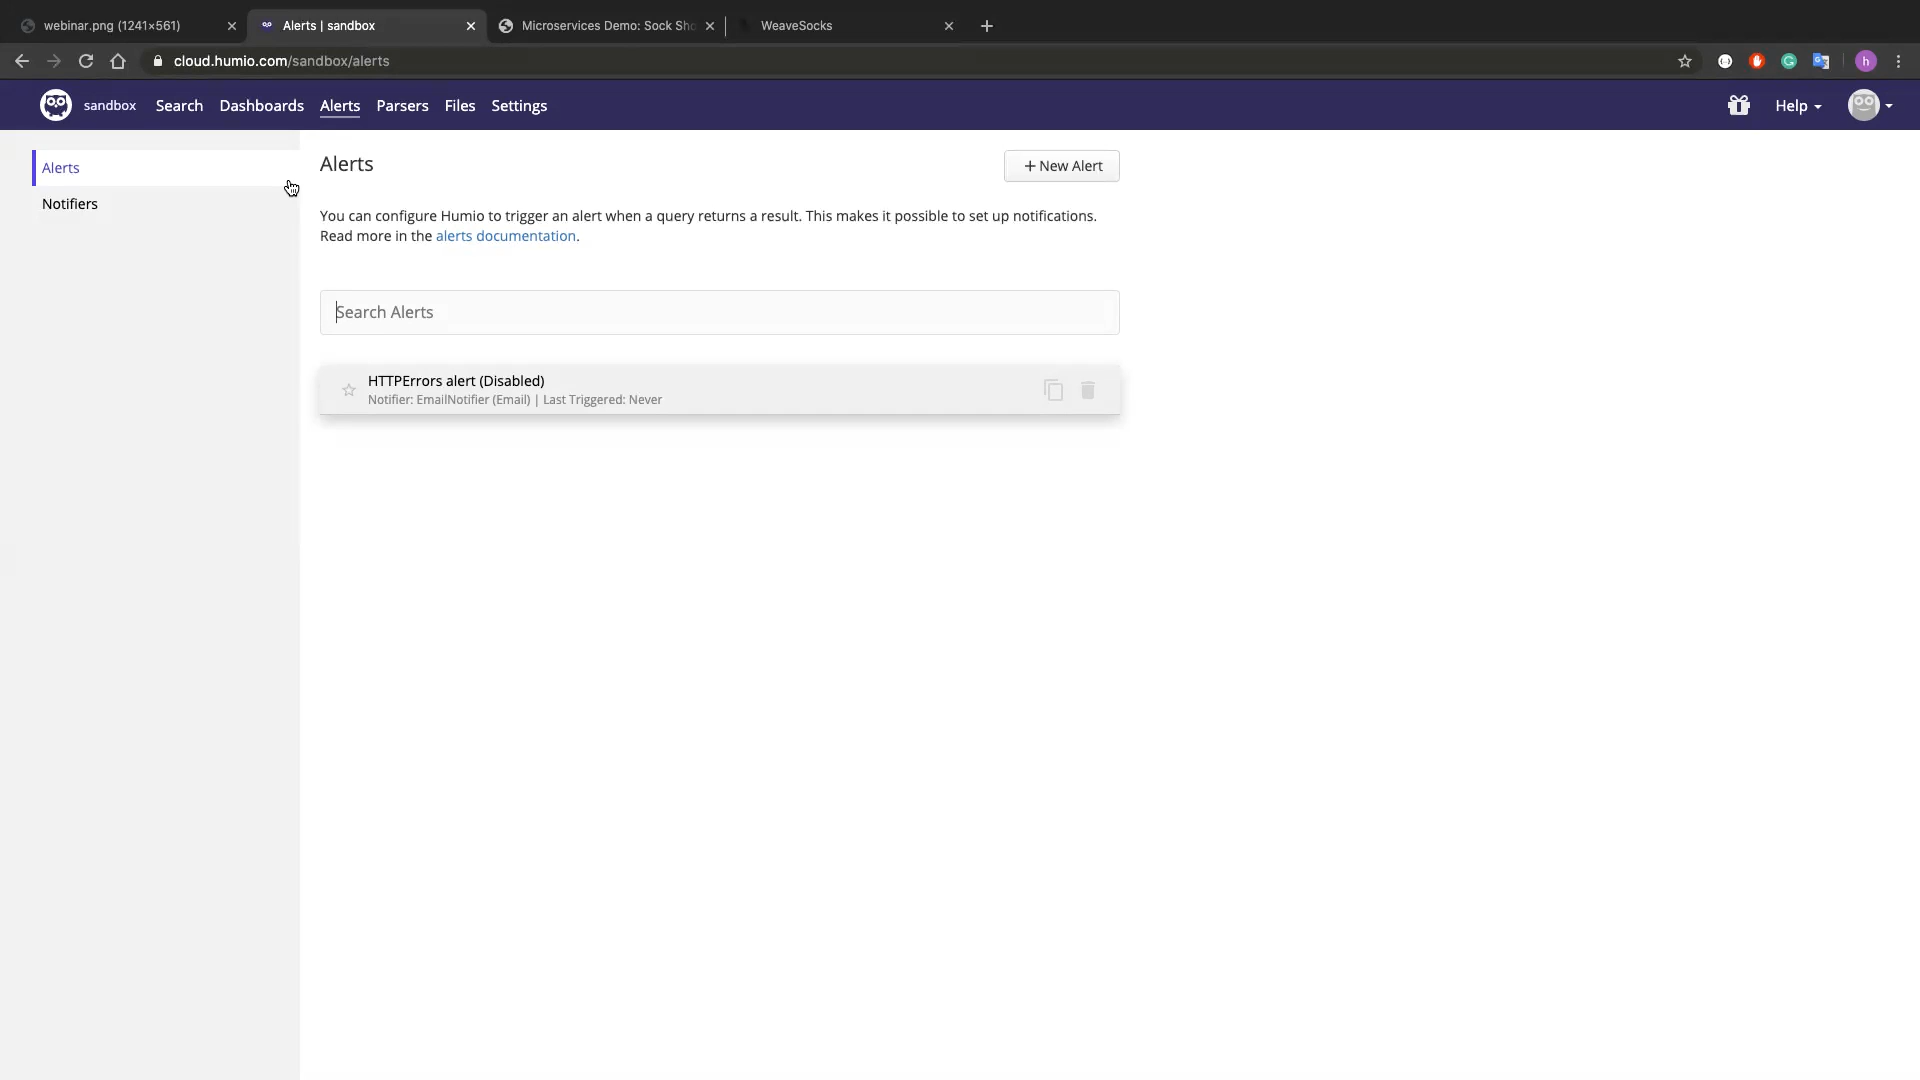 webinar.png (1241×561)
Alerts | sandbox
Microservices Demo: Sock Sho
WeaveSocks
cloud.humio.com/sandbox/alerts
h
sandbox
Search
Dashboards
Alerts
Parsers
Files
Settings
Help
Alerts
Notifiers
Alerts
+ New Alert
You can configure Humio to trigger an alert when a query returns a result. This makes it possible to set up notifications.
Read more in the alerts documentation.
Search Alerts
HTTPErrors alert (Disabled)
Notifier: EmailNotifier (Email) | Last Triggered: Never